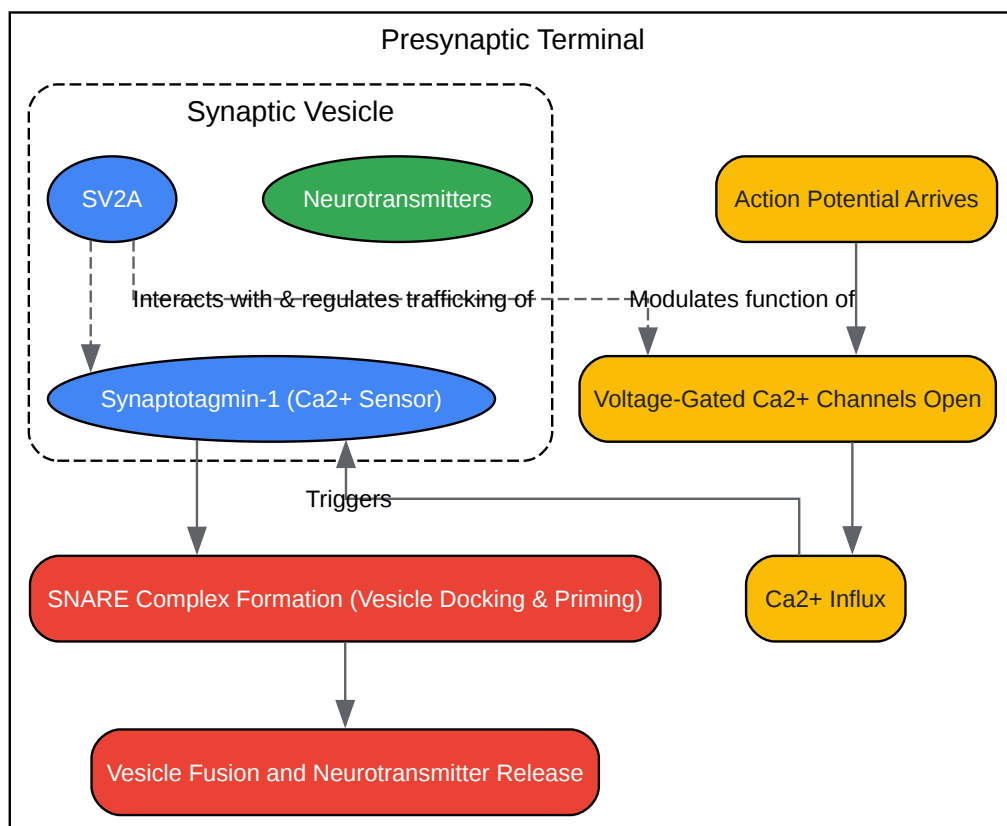 Presynaptic Terminal
Synaptic Vesicle
SV2A
Neurotransmitters
Action Potential Arrives
Interacts with & regulates trafficking of
Modulates function of
Synaptotagmin-1 (Ca2+ Sensor)
Voltage-Gated Ca2+ Channels Open
Triggers
SNARE Complex Formation (Vesicle Docking & Priming)
Ca2+ Influx
Vesicle Fusion and Neurotransmitter Release